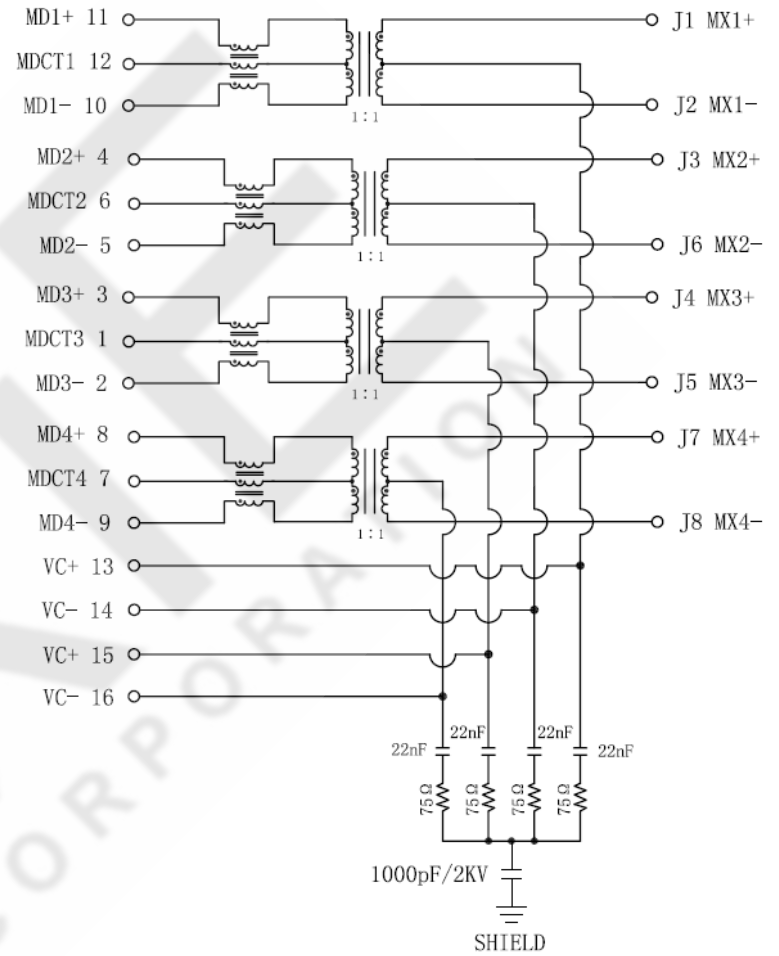 MD1+ 11
J1 MX1+
MDCT1 12
MD1- 10
J2 MX1-
1:1
MD2+ 4
J3 MX2+
MDCT2 6
MD2- 5
J6 MX2-
1:1
MD3+ 3
J4 MX3+
MDCT3 1
MD3- 2
J5 MX3-
1:1
MD4+ 8
J7 MX4+
MDCT4 7
MD4- 9
J8 MX4-
1:1
VC+ 13
VC- 14
VC+ 15
VC- 16
22nF
22nF
22nF
22nF
75Ω
75Ω
75Ω
75Ω
1000pF/2KV
SHIELD
CORPORATION